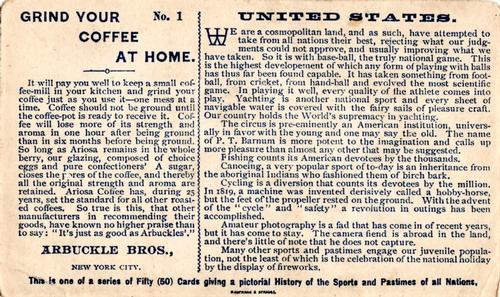 GRIND YOUR No. 1
COFFEE
AT HOME.
It will pay you well to keep a small cof-
fee-mill in your kitchen and grind your
coffee just as you use it—one mess at a
time. Coffee should not be ground until
the coffee-pot is ready to receive it. Cof-
fee will lose more of its strength and
aroma in one hour after being ground
than in six months before being ground.
So long as Ariosa remains in the whole
berry, our glazing, composed of choice
eggs and pure confectioners' A sugar,
closes the pores of the coffee, and thereby
all the original strength and aroma are
retained. Ariosa Coffee has, during 25
years, set the standard for all other roast-
ed coffees. So true is this, that other
manufacturers in recommending their
goods, have known no higher praise than
to say: "It's just as good as Arbuckles'."
ARBUCKLE BROS.,
NEW YORK CITY.
UNITED STATES.
WE are a cosmopolitan land, and as such, have attempted to
take from all nations their best, rejecting what our judg-
ments could not approve, and usually improving what we
have taken. So it is with base-ball, the truly national game. This
is the highest development of which any form of playing with balls
has thus far been found capable. It has taken something from foot-
ball, from cricket, from hand-ball and evolved the most scientific
game. In playing it well, every quality of the athlete comes into
play. Yachting is another national sport and every sheet of
navigable water is covered with the fairy sails of pleasure craft.
Our country holds the World's supremacy in yachting.
The circus is pre-eminently an American institution, univers-
ally in favor with the young and one may say the old. The name
of P. T. Barnum is more potent to the imagination and calls up
more pleasure than almost any other that may be suggested.
Fishing counts its American devotees by the thousands.
Canoeing, a very popular sport of to-day is an inheritance from
the aboriginal Indians who fashioned them of birch bark.
Cycling is a diversion that counts its devotees by the million.
In 1819, a machine was invented derisively called a hobby-horse,
but the feet of the propeller rested on the ground. With the advent
of the "cycle" and "safety" a revolution in outings has been
accomplished.
Amateur photography is a fad that has come in of recent years,
but it has come to stay. The camera fiend is abroad in the land,
and there's little of note that he does not capture.
Many other sports and pastimes engage our juvenile popula-
tion, not the least of which is the celebration of the national holiday
by the display of fireworks.
This is one of a series of Fifty (50) Cards giving a pictorial History of the Sports and Pastimes of all Nations.